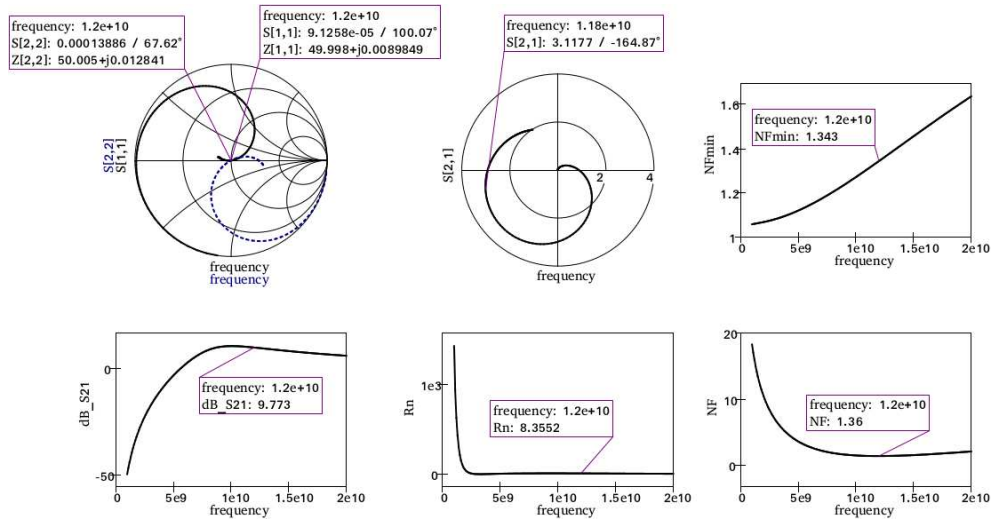 frequency: 1.2e+10
S[2,2]: 0.00013886 / 67.62°
Z[2,2]: 50.005+j0.012841
frequency: 1.2e+10
S[1,1]: 9.1258e-05 / 100.07°
Z[1,1]: 49.998+j0.0089849
S[2,2]
S[1,1]
frequency
frequency
frequency: 1.18e+10
S[2,1]: 3.1177 / -164.87°
S[2,1]
2
4
frequency
NFmin
1.6
1.4
1.2
1
frequency: 1.2e+10
NFmin: 1.343
0
5e9
1e10
1.5e10
2e10
frequency
dB_S21
0
-50
frequency: 1.2e+10
dB_S21: 9.773
0
5e9
1e10
1.5e10
2e10
frequency
Rn
1e3
0
frequency: 1.2e+10
Rn: 8.3552
0
5e9
1e10
1.5e10
2e10
frequency
NF
20
10
0
frequency: 1.2e+10
NF: 1.36
0
5e9
1e10
1.5e10
2e10
frequency